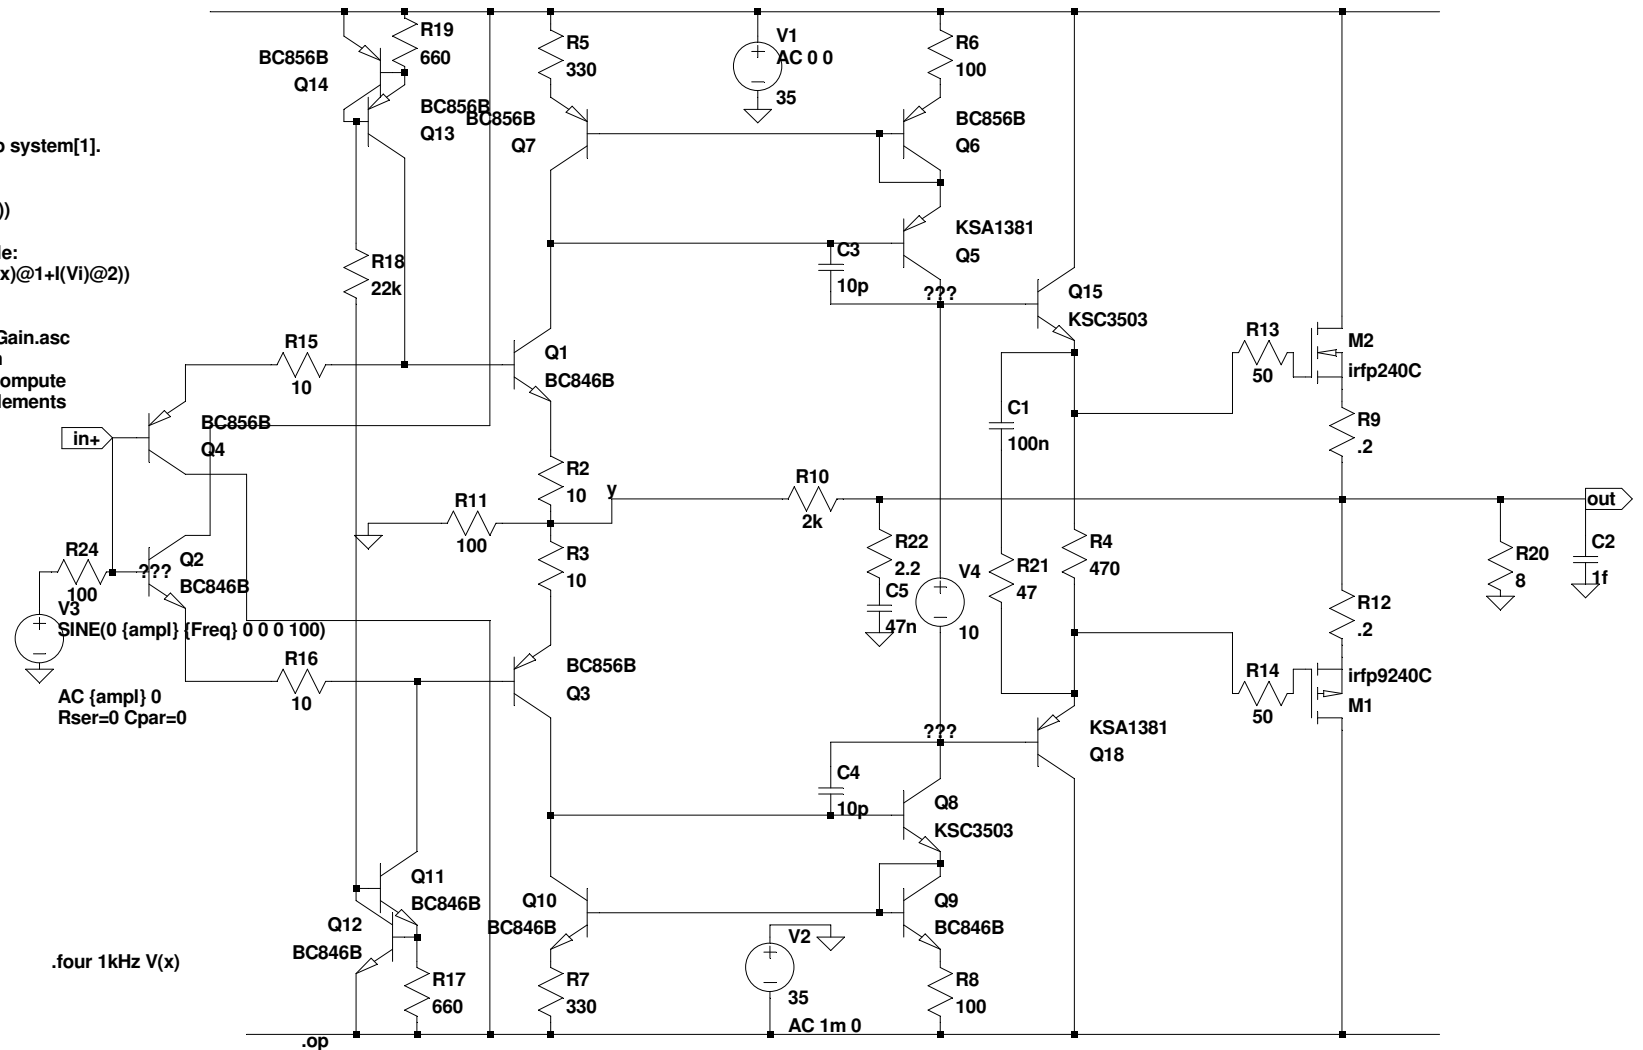 R19
660
BC856B
Q14
BC856B
Q13
R5
330
BC856B
Q7
V1
AC 0 0
35
R6
100
BC856B
Q6
p system[1].
))
le:
x)@1+I(Vi)@2))
Gain.asc
n
ompute
lements
KSA1381
Q5
C3
10p
???
Q15
KSC3503
R18
22k
R15
10
Q1
BC846B
R13
50
M2
irfp240C
C1
100n
R9
.2
in+
BC856B
Q4
R2
10
y
R10
2k
R11
100
out
R3
10
R22
2.2
C5
47n
V4
10
R21
47
R4
470
R20
8
C2
1f
R24
100
???
Q2
BC846B
V3
SINE(0 {ampl} {Freq} 0 0 0 100)
AC {ampl} 0
Rser=0 Cpar=0
R16
10
BC856B
Q3
R12
.2
R14
50
irfp9240C
M1
???
KSA1381
Q18
C4
10p
Q8
KSC3503
Q11
BC846B
Q12
BC846B
Q10
BC846B
Q9
BC846B
V2
35
AC 1m 0
R17
660
R7
330
R8
100
.four 1kHz V(x)
.op